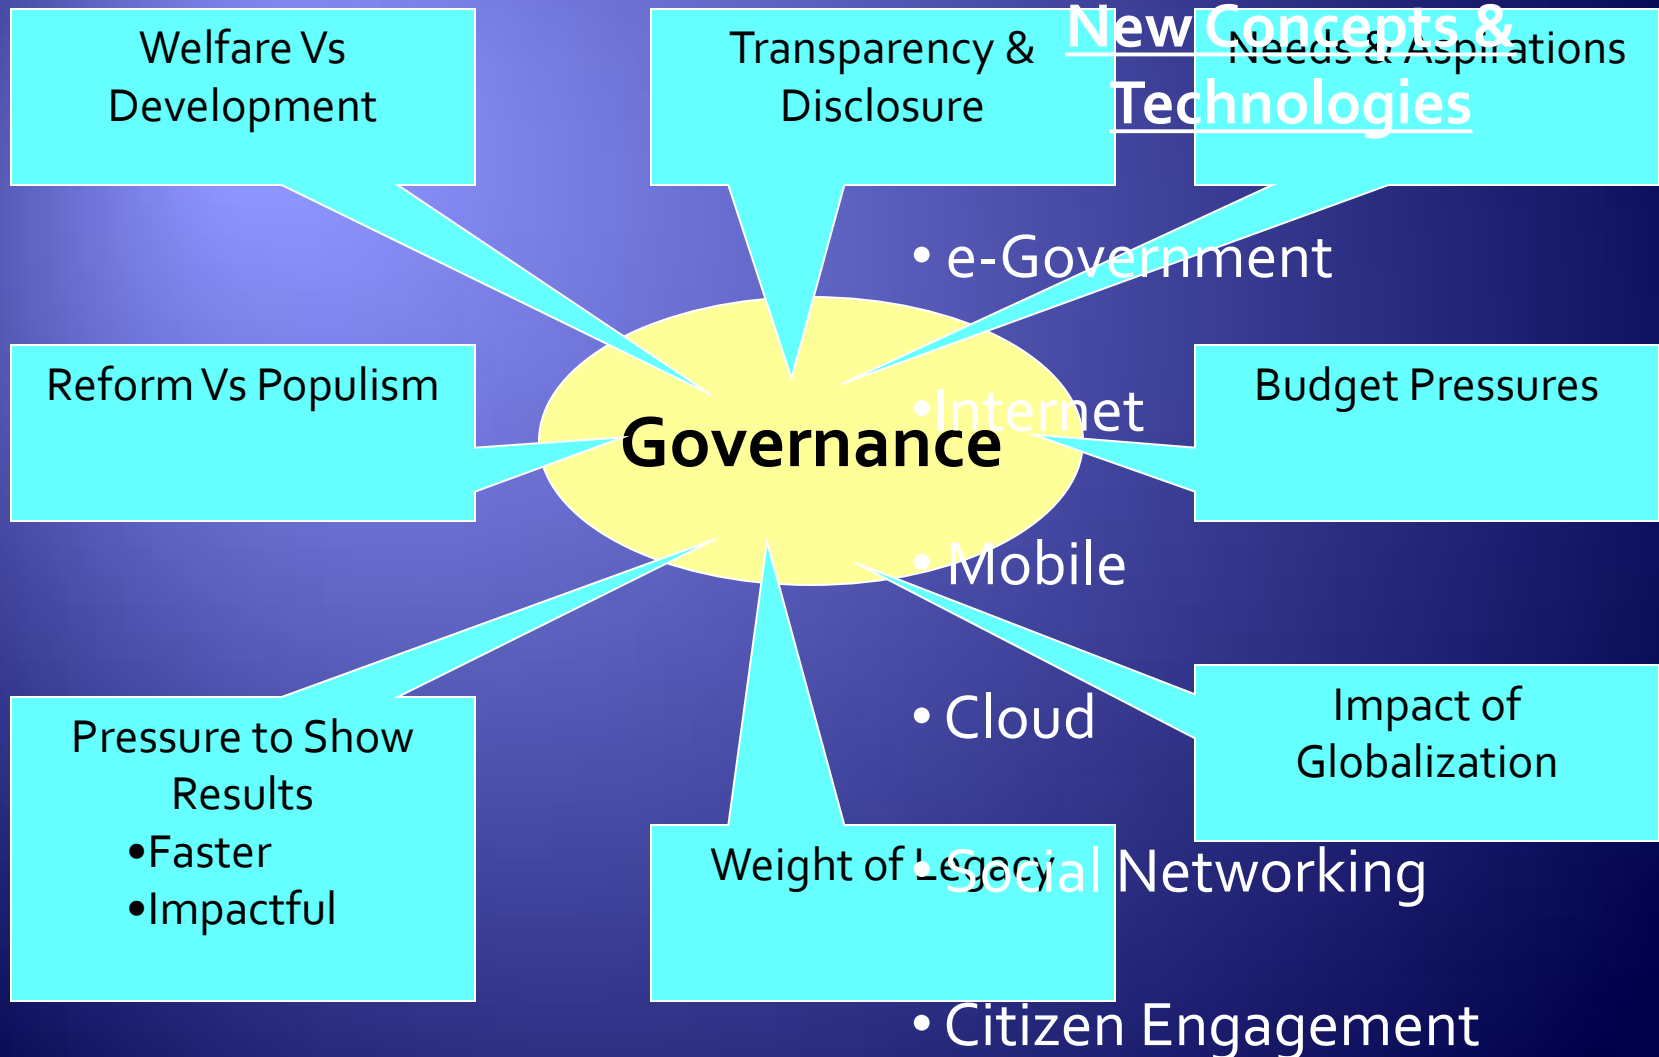 Welfare Vs
Development
Transparency &
Disclosure
Needs & Aspirations
New Concepts &
Technologies
• e-Government
Reform Vs Populism
Governance
Budget Pressures
•Internet
• Mobile
• Cloud
Pressure to Show
Results
•Faster
•Impactful
Weight of Legacy
Impact of
Globalization
• Social Networking
• Citizen Engagement